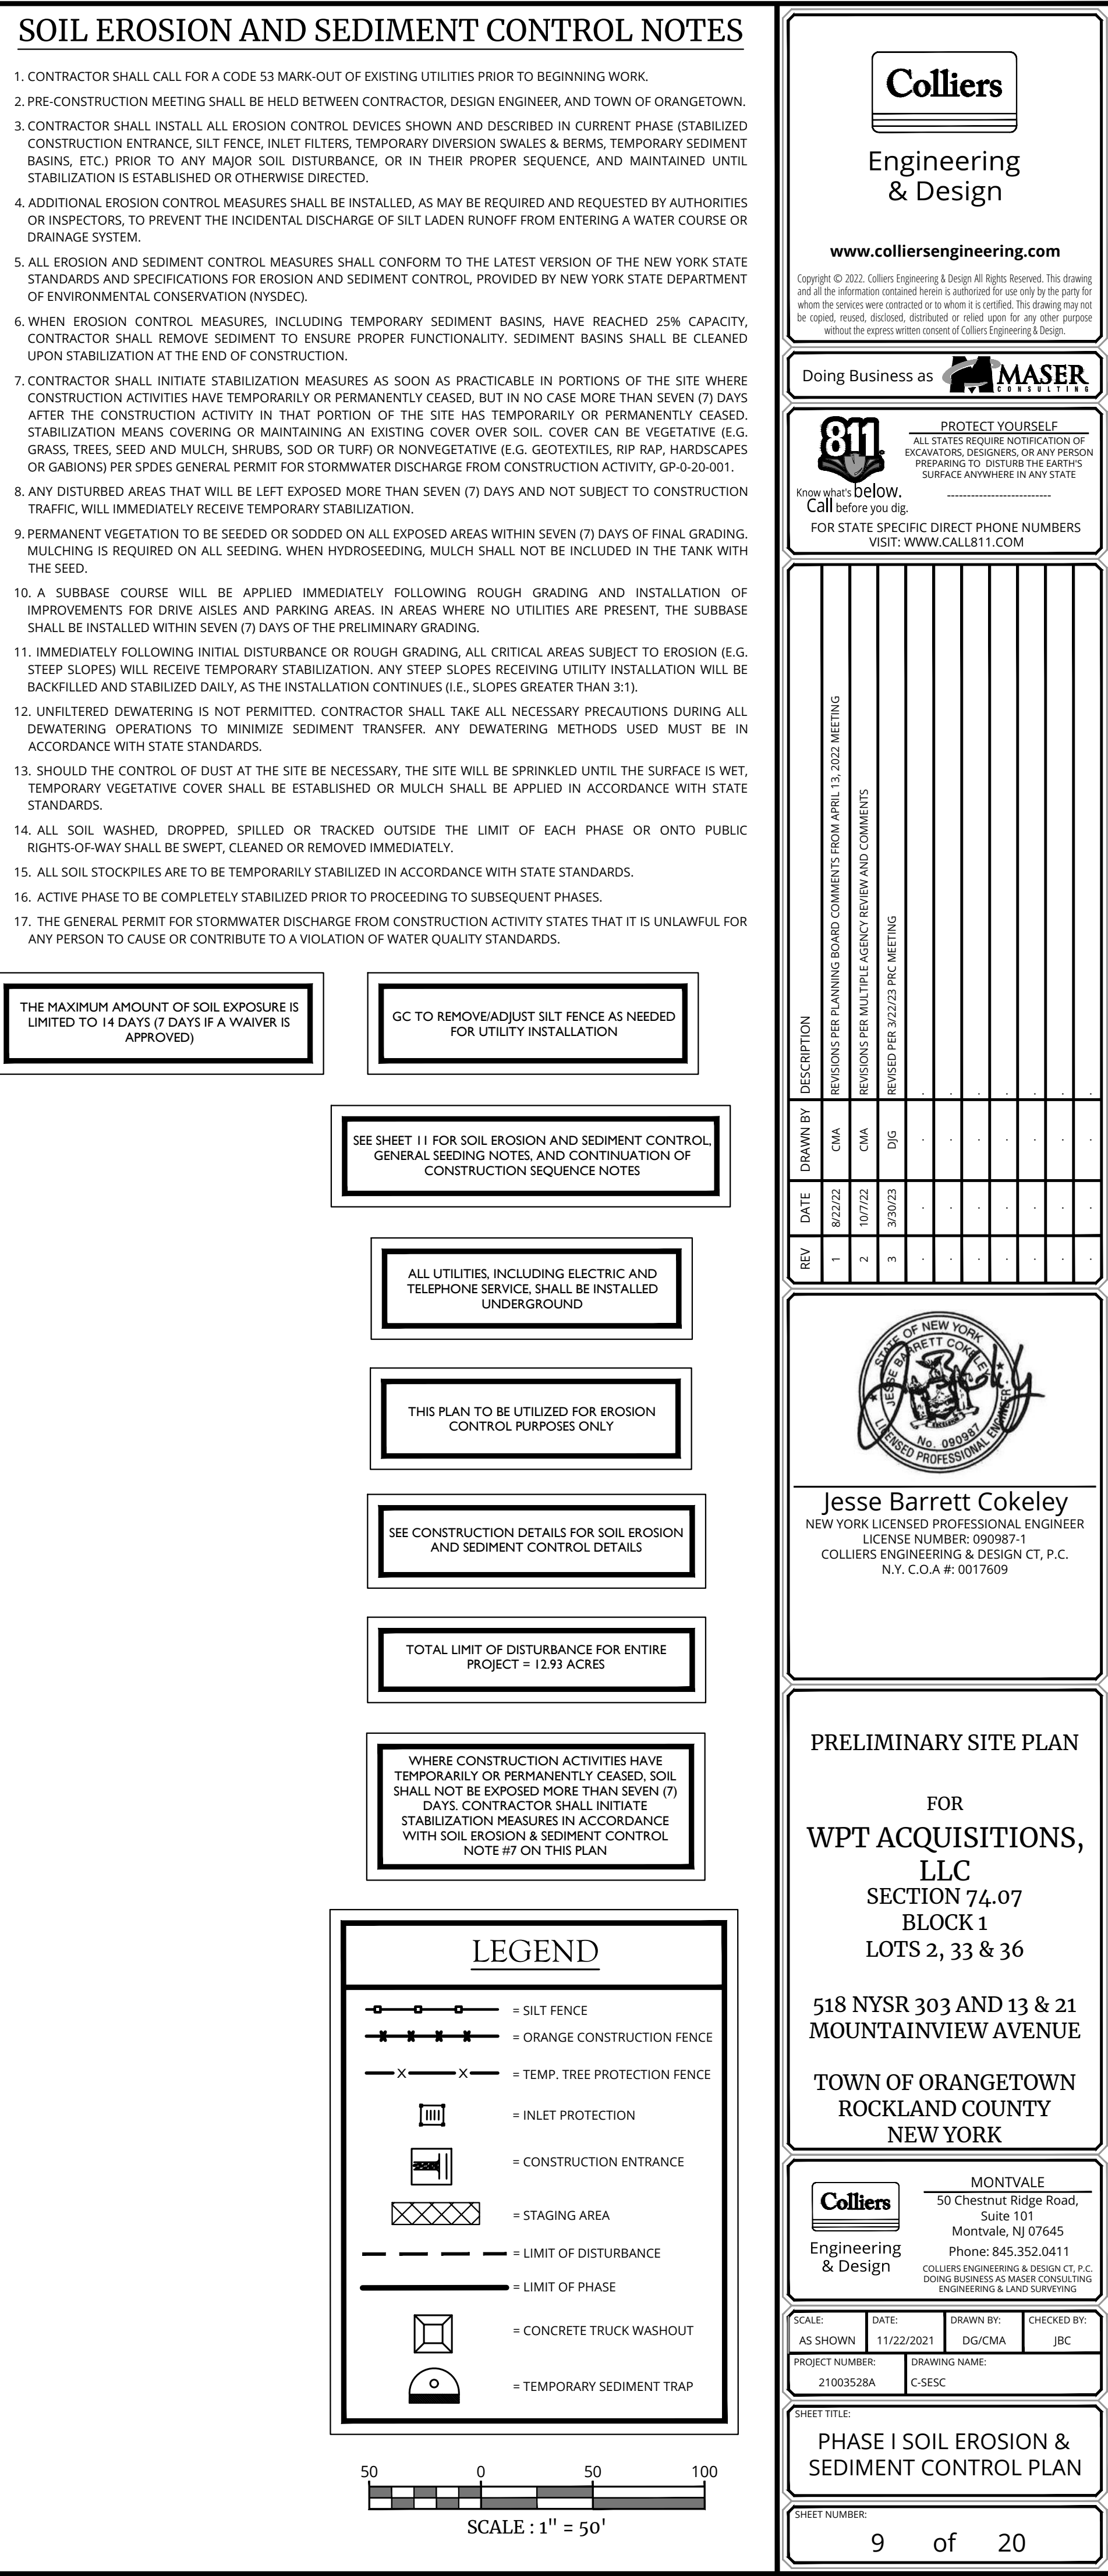 SOIL EROSION AND SEDIMENT CONTROL NOTES
1. CONTRACTOR SHALL CALL FOR A CODE 53 MARK-OUT OF EXISTING UTILITIES PRIOR TO BEGINNING WORK.
2. PRE-CONSTRUCTION MEETING SHALL BE HELD BETWEEN CONTRACTOR, DESIGN ENGINEER, AND TOWN OF ORANGETOWN.
3. CONTRACTOR SHALL INSTALL ALL EROSION CONTROL DEVICES SHOWN AND DESCRIBED IN CURRENT PHASE (STABILIZED
CONSTRUCTION ENTRANCE, SILT FENCE, INLET FILTERS, TEMPORARY DIVERSION SWALES & BERMS, TEMPORARY SEDIMENT
BASINS, ETC.) PRIOR TO ANY MAJOR SOIL DISTURBANCE, OR IN THEIR PROPER SEQUENCE, AND MAINTAINED UNTIL
STABILIZATION IS ESTABLISHED OR OTHERWISE DIRECTED.
4. ADDITIONAL EROSION CONTROL MEASURES SHALL BE INSTALLED, AS MAY BE REQUIRED AND REQUESTED BY AUTHORITIES
OR INSPECTORS, TO PREVENT THE INCIDENTAL DISCHARGE OF SILT LADEN RUNOFF FROM ENTERING A WATER COURSE OR
DRAINAGE SYSTEM.
5. ALL EROSION AND SEDIMENT CONTROL MEASURES SHALL CONFORM TO THE LATEST VERSION OF THE NEW YORK STATE
STANDARDS AND SPECIFICATIONS FOR EROSION AND SEDIMENT CONTROL, PROVIDED BY NEW YORK STATE DEPARTMENT
OF ENVIRONMENTAL CONSERVATION (NYSDEC).
6. WHEN EROSION CONTROL MEASURES, INCLUDING TEMPORARY SEDIMENT BASINS, HAVE REACHED 25% CAPACITY,
CONTRACTOR SHALL REMOVE SEDIMENT TO ENSURE PROPER FUNCTIONALITY. SEDIMENT BASINS SHALL BE CLEANED
UPON STABILIZATION AT THE END OF CONSTRUCTION.
7. CONTRACTOR SHALL INITIATE STABILIZATION MEASURES AS SOON AS PRACTICABLE IN PORTIONS OF THE SITE WHERE
CONSTRUCTION ACTIVITIES HAVE TEMPORARILY OR PERMANENTLY CEASED, BUT IN NO CASE MORE THAN SEVEN (7) DAYS
AFTER THE CONSTRUCTION ACTIVITY IN THAT PORTION OF THE SITE HAS TEMPORARILY OR PERMANENTLY CEASED.
STABILIZATION MEANS COVERING OR MAINTAINING AN EXISTING COVER OVER SOIL. COVER CAN BE VEGETATIVE (E.G.
GRASS, TREES, SEED AND MULCH, SHRUBS, SOD OR TURF) OR NONVEGETATIVE (E.G. GEOTEXTILES, RIP RAP, HARDSCAPES
OR GABIONS) PER SPDES GENERAL PERMIT FOR STORMWATER DISCHARGE FROM CONSTRUCTION ACTIVITY, GP-0-20-001.
8. ANY DISTURBED AREAS THAT WILL BE LEFT EXPOSED MORE THAN SEVEN (7) DAYS AND NOT SUBJECT TO CONSTRUCTION
TRAFFIC, WILL IMMEDIATELY RECEIVE TEMPORARY STABILIZATION.
9. PERMANENT VEGETATION TO BE SEEDED OR SODDED ON ALL EXPOSED AREAS WITHIN SEVEN (7) DAYS OF FINAL GRADING.
MULCHING IS REQUIRED ON ALL SEEDING. WHEN HYDROSEEDING, MULCH SHALL NOT BE INCLUDED IN THE TANK WITH
THE SEED.
10. A SUBBASE COURSE WILL BE APPLIED IMMEDIATELY FOLLOWING ROUGH GRADING AND INSTALLATION OF
IMPROVEMENTS FOR DRIVE AISLES AND PARKING AREAS. IN AREAS WHERE NO UTILITIES ARE PRESENT, THE SUBBASE
SHALL BE INSTALLED WITHIN SEVEN (7) DAYS OF THE PRELIMINARY GRADING.
11. IMMEDIATELY FOLLOWING INITIAL DISTURBANCE OR ROUGH GRADING, ALL CRITICAL AREAS SUBJECT TO EROSION (E.G.
STEEP SLOPES) WILL RECEIVE TEMPORARY STABILIZATION. ANY STEEP SLOPES RECEIVING UTILITY INSTALLATION WILL BE
BACKFILLED AND STABILIZED DAILY, AS THE INSTALLATION CONTINUES (I.E., SLOPES GREATER THAN 3:1).
12. UNFILTERED DEWATERING IS NOT PERMITTED. CONTRACTOR SHALL TAKE ALL NECESSARY PRECAUTIONS DURING ALL
DEWATERING OPERATIONS TO MINIMIZE SEDIMENT TRANSFER. ANY DEWATERING METHODS USED MUST BE IN
ACCORDANCE WITH STATE STANDARDS.
13. SHOULD THE CONTROL OF DUST AT THE SITE BE NECESSARY, THE SITE WILL BE SPRINKLED UNTIL THE SURFACE IS WET,
TEMPORARY VEGETATIVE COVER SHALL BE ESTABLISHED OR MULCH SHALL BE APPLIED IN ACCORDANCE WITH STATE
STANDARDS.
14. ALL SOIL WASHED, DROPPED, SPILLED OR TRACKED OUTSIDE THE LIMIT OF EACH PHASE OR ONTO PUBLIC
RIGHTS-OF-WAY SHALL BE SWEPT, CLEANED OR REMOVED IMMEDIATELY.
15. ALL SOIL STOCKPILES ARE TO BE TEMPORARILY STABILIZED IN ACCORDANCE WITH STATE STANDARDS.
16. ACTIVE PHASE TO BE COMPLETELY STABILIZED PRIOR TO PROCEEDING TO SUBSEQUENT PHASES.
17. THE GENERAL PERMIT FOR STORMWATER DISCHARGE FROM CONSTRUCTION ACTIVITY STATES THAT IT IS UNLAWFUL FOR
ANY PERSON TO CAUSE OR CONTRIBUTE TO A VIOLATION OF WATER QUALITY STANDARDS.
THE MAXIMUM AMOUNT OF SOIL EXPOSURE IS
LIMITED TO 14 DAYS (7 DAYS IF A WAIVER IS
APPROVED)
GC TO REMOVE/ADJUST SILT FENCE AS NEEDED
FOR UTILITY INSTALLATION
SEE SHEET 11 FOR SOIL EROSION AND SEDIMENT CONTROL,
GENERAL SEEDING NOTES, AND CONTINUATION OF
CONSTRUCTION SEQUENCE NOTES
ALL UTILITIES, INCLUDING ELECTRIC AND
TELEPHONE SERVICE, SHALL BE INSTALLED
UNDERGROUND
THIS PLAN TO BE UTILIZED FOR EROSION
CONTROL PURPOSES ONLY
SEE CONSTRUCTION DETAILS FOR SOIL EROSION
AND SEDIMENT CONTROL DETAILS
TOTAL LIMIT OF DISTURBANCE FOR ENTIRE
PROJECT = 12.93 ACRES
WHERE CONSTRUCTION ACTIVITIES HAVE
TEMPORARILY OR PERMANENTLY CEASED, SOIL
SHALL NOT BE EXPOSED MORE THAN SEVEN (7)
DAYS. CONTRACTOR SHALL INITIATE
STABILIZATION MEASURES IN ACCORDANCE
WITH SOIL EROSION & SEDIMENT CONTROL
NOTE #7 ON THIS PLAN
LEGEND
= SILT FENCE
= ORANGE CONSTRUCTION FENCE
= TEMP. TREE PROTECTION FENCE
= INLET PROTECTION
= CONSTRUCTION ENTRANCE
= STAGING AREA
= LIMIT OF DISTURBANCE
= LIMIT OF PHASE
= CONCRETE TRUCK WASHOUT
= TEMPORARY SEDIMENT TRAP
50 0 50 100
SCALE : 1" = 50'
Colliers
Engineering
& Design
www.colliersengineering.com
Copyright © 2022. Colliers Engineering & Design All Rights Reserved. This drawing
and all the information contained herein is authorized for use only by the party for
whom the services were contracted or to whom it is certified. This drawing may not
be copied, reused, disclosed, distributed or relied upon for any other purpose
without the express written consent of Colliers Engineering & Design.
Doing Business as MASER
CONSULTING
811
Know what's below.
Call before you dig.
PROTECT YOURSELF
ALL STATES REQUIRE NOTIFICATION OF
EXCAVATORS, DESIGNERS, OR ANY PERSON
PREPARING TO DISTURB THE EARTH'S
SURFACE ANYWHERE IN ANY STATE
--------------------------
FOR STATE SPECIFIC DIRECT PHONE NUMBERS
VISIT: WWW.CALL811.COM
REV DATE DRAWN BY DESCRIPTION
1 8/22/22 CMA REVISIONS PER PLANNING BOARD COMMENTS FROM APRIL 13, 2022 MEETING
2 10/7/22 CMA REVISIONS PER MULTIPLE AGENCY REVIEW AND COMMENTS
3 3/30/23 DJG REVISED PER 3/22/23 PRC MEETING
STATE OF NEW YORK
JESSE BARRETT COKELEY
No. 090987
LICENSED PROFESSIONAL ENGINEER
Jesse Barrett Cokeley
NEW YORK LICENSED PROFESSIONAL ENGINEER
LICENSE NUMBER: 090987-1
COLLIERS ENGINEERING & DESIGN CT, P.C.
N.Y. C.O.A #: 0017609
PRELIMINARY SITE PLAN
FOR
WPT ACQUISITIONS,
LLC
SECTION 74.07
BLOCK 1
LOTS 2, 33 & 36
518 NYSR 303 AND 13 & 21
MOUNTAINVIEW AVENUE
TOWN OF ORANGETOWN
ROCKLAND COUNTY
NEW YORK
Colliers
Engineering
& Design
MONTVALE
50 Chestnut Ridge Road,
Suite 101
Montvale, NJ 07645
Phone: 845.352.0411
COLLIERS ENGINEERING & DESIGN CT, P.C.
DOING BUSINESS AS MASER CONSULTING
ENGINEERING & LAND SURVEYING
SCALE: DATE: DRAWN BY: CHECKED BY:
AS SHOWN 11/22/2021 DG/CMA JBC
PROJECT NUMBER: DRAWING NAME:
21003528A C-SESC
SHEET TITLE:
PHASE I SOIL EROSION &
SEDIMENT CONTROL PLAN
SHEET NUMBER:
9 of 20